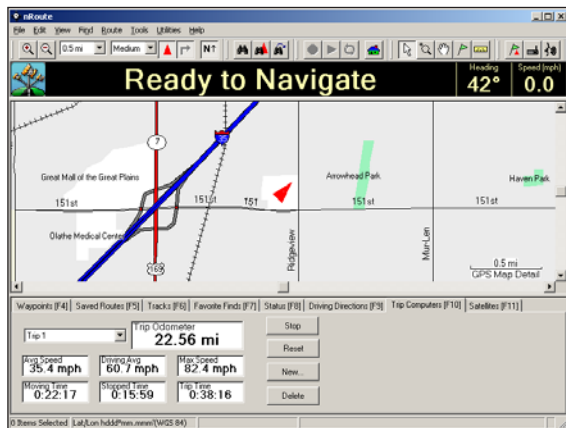 nRoute
File Edit View Find Route Tools Utilities Help
0.5 mi Medium N↑
Ready to Navigate
Heading
42°
Speed (mph)
0.0
7
Great Mall of the Great Plains
Arrowhead Park
Haven Park
151st 151st 151 151st 151st
Olathe Medical Center
169
Ridgeview
Mur-Len
0.5 mi
GPS Map Detail
Waypoints [F4] Saved Routes [F5] Tracks [F6] Favorite Finds [F7] Status [F8] Driving Directions [F9] Trip Computers [F10] Satellites [F11]
Trip 1
Trip Odometer
22.56 mi
Avg Speed
35.4 mph
Driving Avg
60.7 mph
Max Speed
82.4 mph
Moving Time
0:22:17
Stopped Time
0:15:59
Trip Time
0:38:16
Stop
Reset
New...
Delete
0 Items Selected Lat/Lon hddd°mm.mmm'(WGS 84)